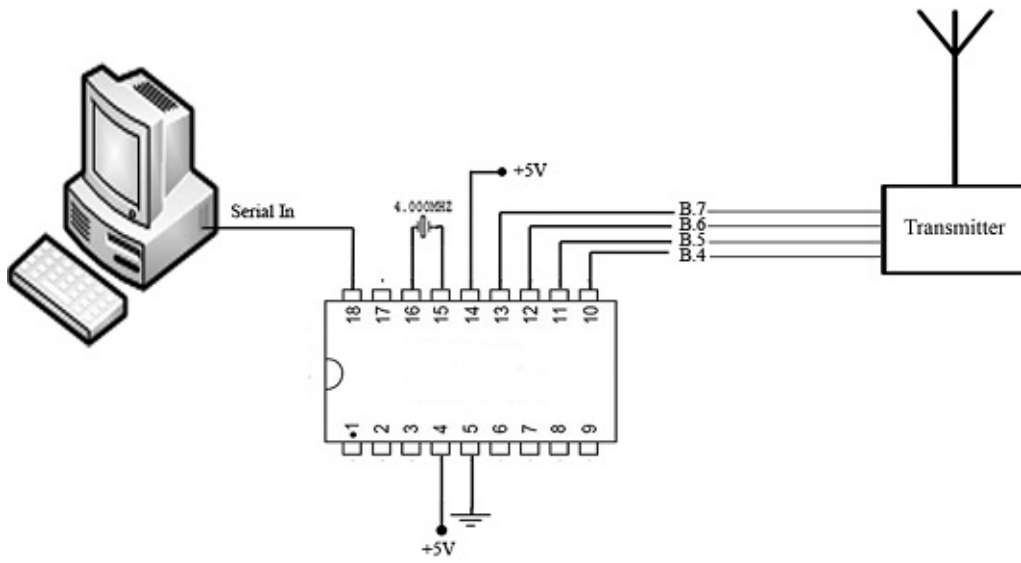 +5V
4.000MHZ
Serial In
B.7
B.6
B.5
B.4
Transmitter
18 17 16 15 14 13 12 11 10
1 2 3 4 5 6 7 8 9
+5V